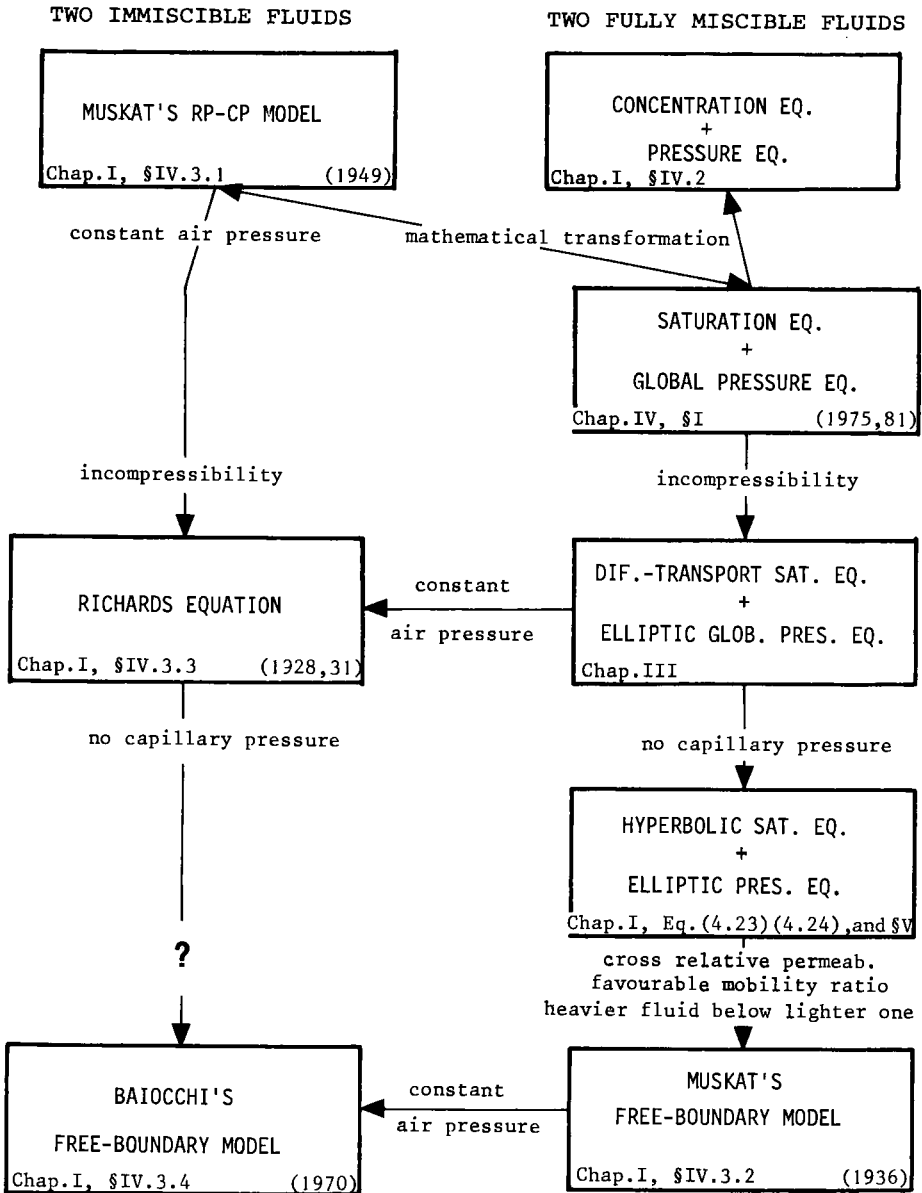 TWO IMMISCIBLE FLUIDS
TWO FULLY MISCIBLE FLUIDS
MUSKAT'S RP-CP MODEL
Chap.I, §IV.3.1 (1949)
CONCENTRATION EQ.
+
PRESSURE EQ.
Chap.I, §IV.2
constant air pressure
mathematical transformation
SATURATION EQ.
+
GLOBAL PRESSURE EQ.
Chap.IV, §I (1975,81)
incompressibility
incompressibility
RICHARDS EQUATION
Chap.I, §IV.3.3 (1928,31)
constant
air pressure
DIF.-TRANSPORT SAT. EQ.
+
ELLIPTIC GLOB. PRES. EQ.
Chap.III
no capillary pressure
no capillary pressure
HYPERBOLIC SAT. EQ.
+
ELLIPTIC PRES. EQ.
Chap.I, Eq.(4.23)(4.24),and §V
?
cross relative permeab.
favourable mobility ratio
heavier fluid below lighter one
BAIOCCHI'S
FREE-BOUNDARY MODEL
Chap.I, §IV.3.4 (1970)
constant
air pressure
MUSKAT'S
FREE-BOUNDARY MODEL
Chap.I, §IV.3.2 (1936)